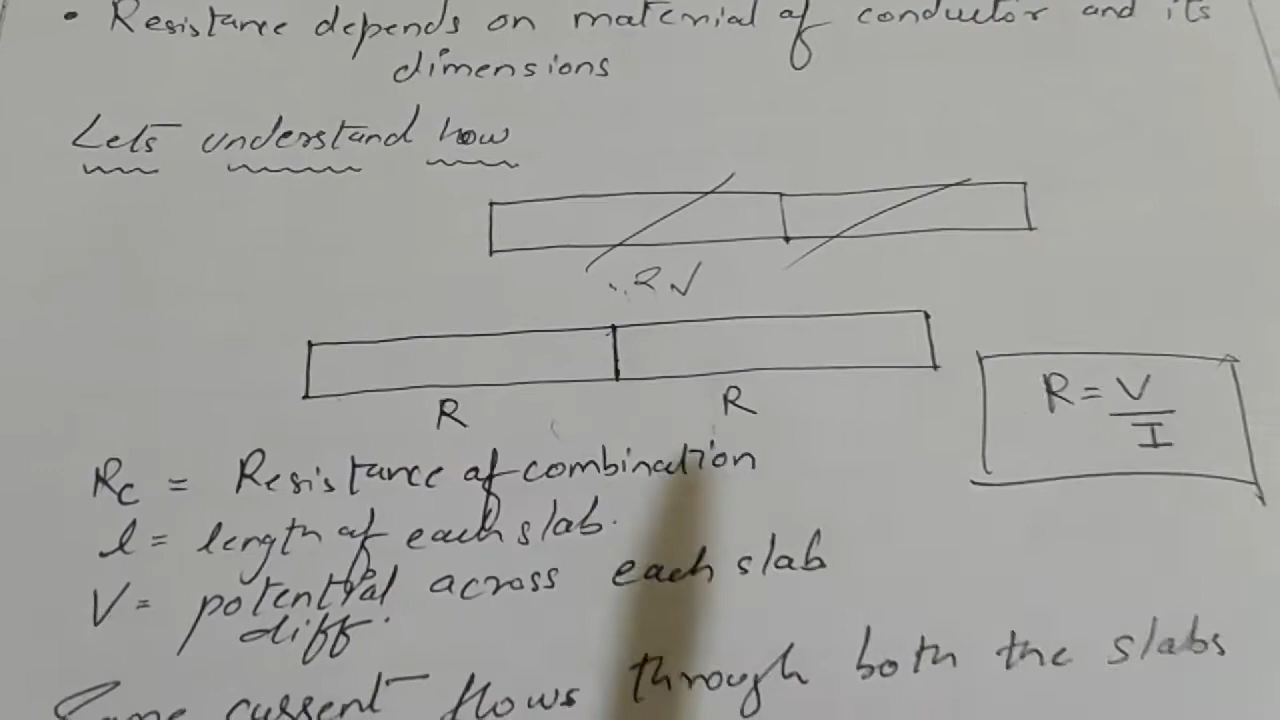 • Resistance depends on material of conductor and its
dimensions
Lets understand how
2V
R R
R = V
I
Rc = Resistance of combination
l = length of each slab.
V = potential across each slab
diff.
Same current flows through both the slabs